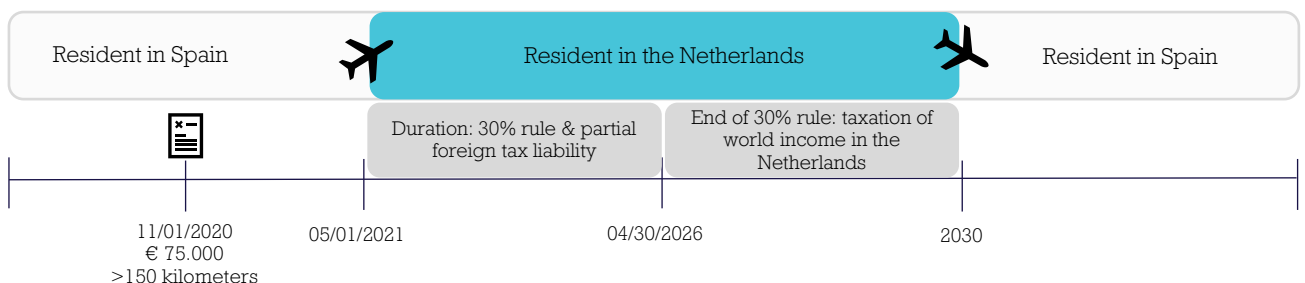 Resident in Spain
Resident in the Netherlands
Resident in Spain
Duration: 30% rule & partial
foreign tax liability
End of 30% rule: taxation of
world income in the
Netherlands
11/01/2020
€ 75.000
>150 kilometers
05/01/2021
04/30/2026
2030